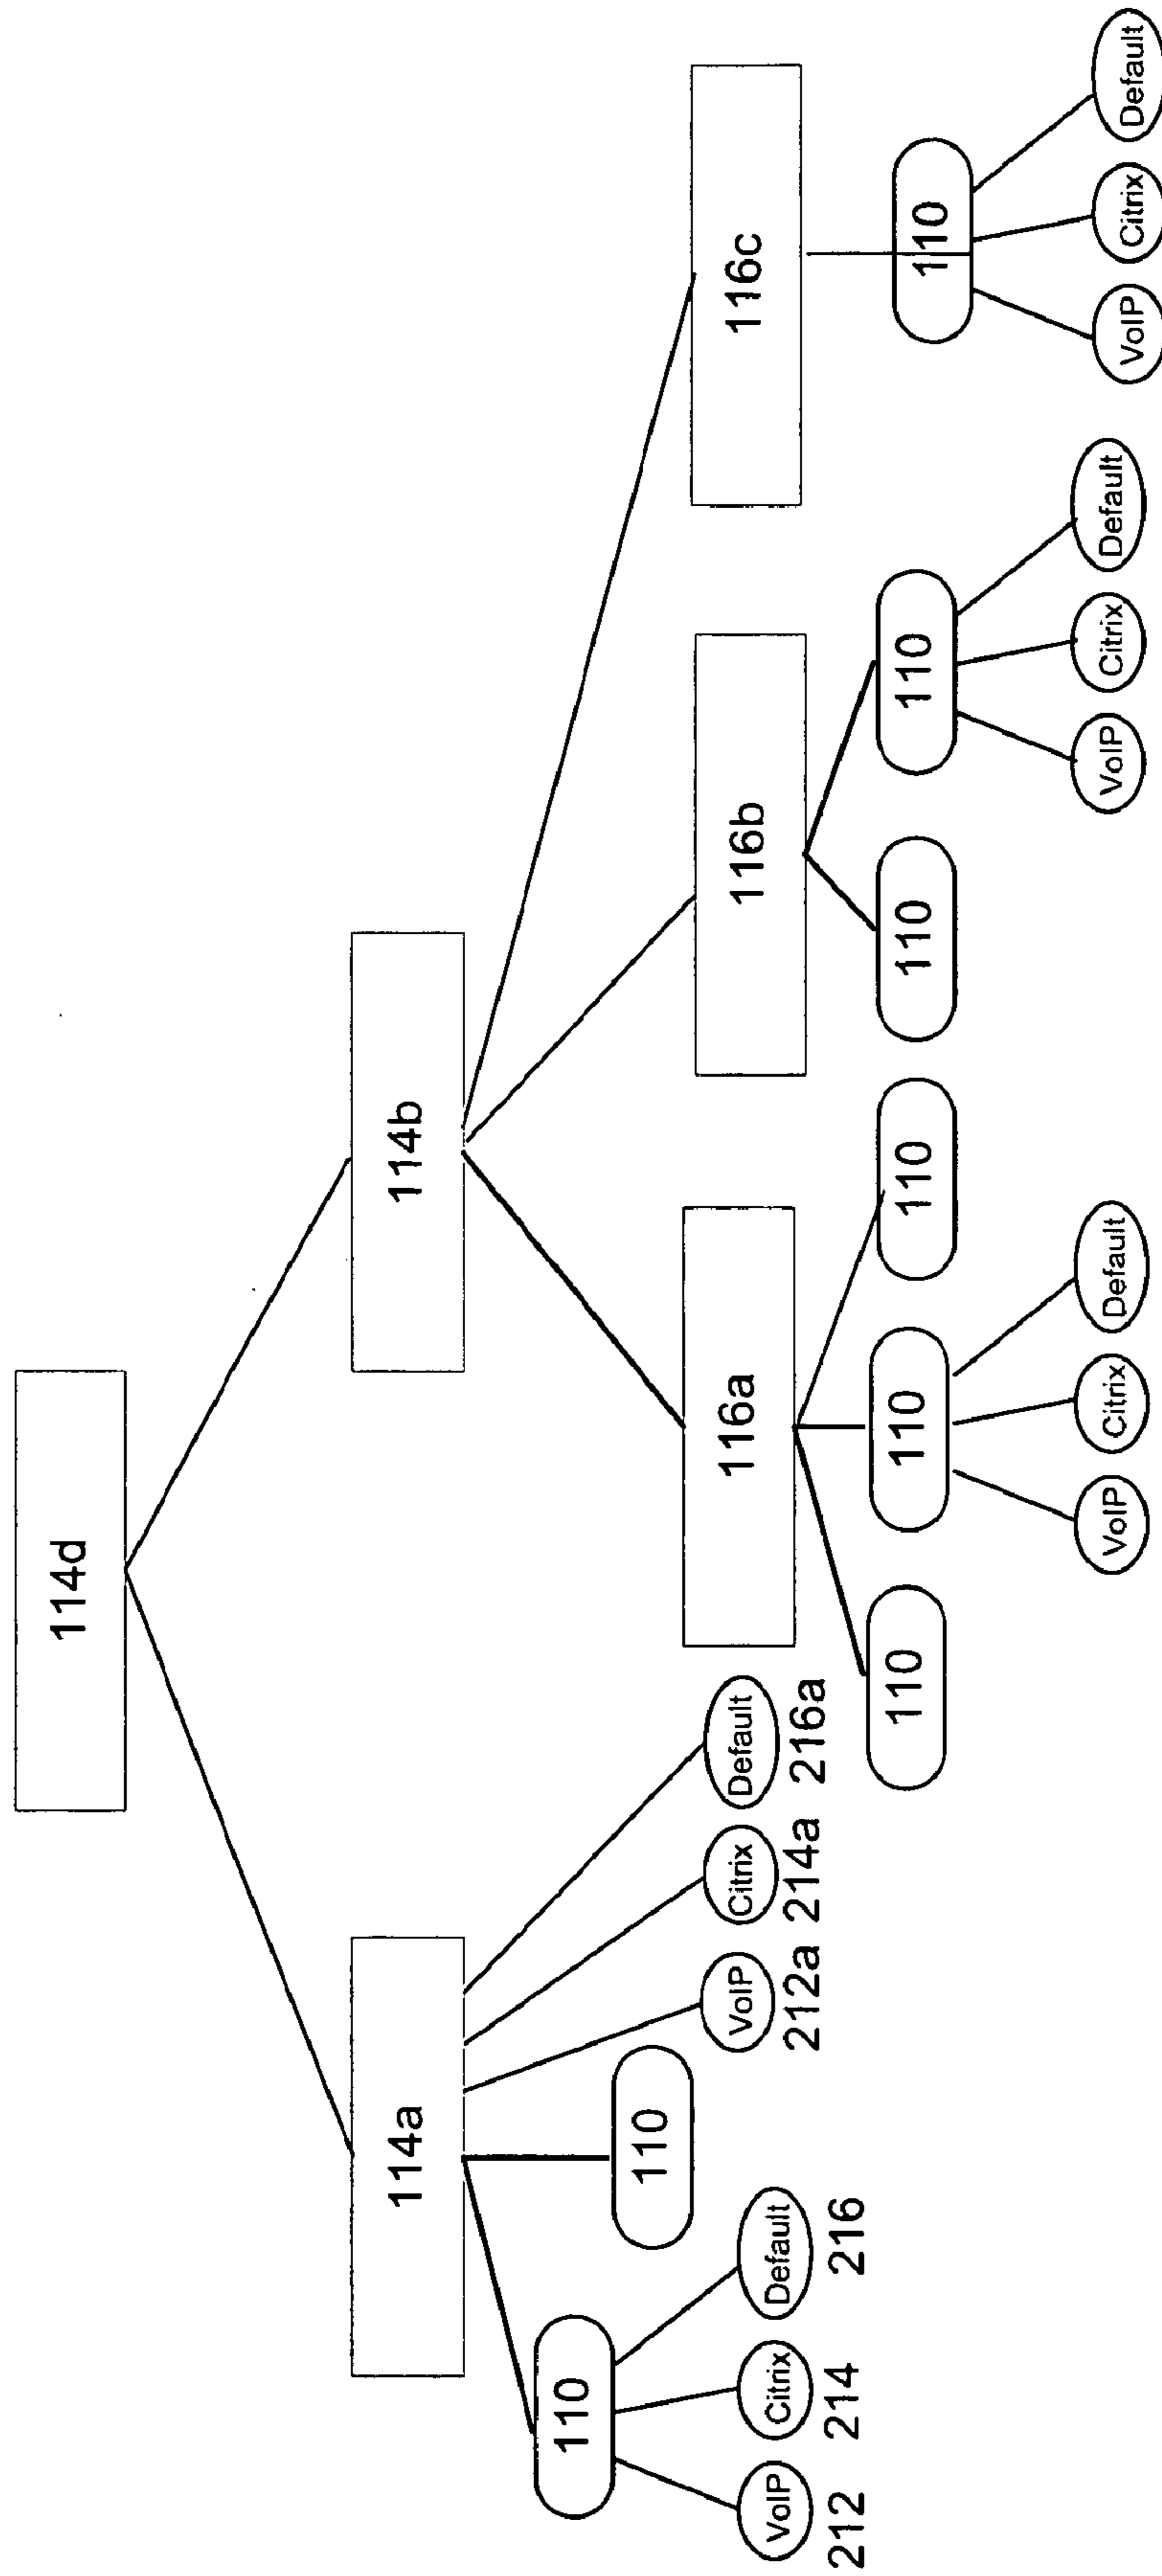 114d
114a
114b
110
110
VoIP
Citrix
Default
212
214
216
VoIP
Citrix
Default
212a
214a
216a
116a
116b
116c
110
110
110
VoIP
Citrix
Default
110
110
VoIP
Citrix
Default
110
VoIP
Citrix
Default